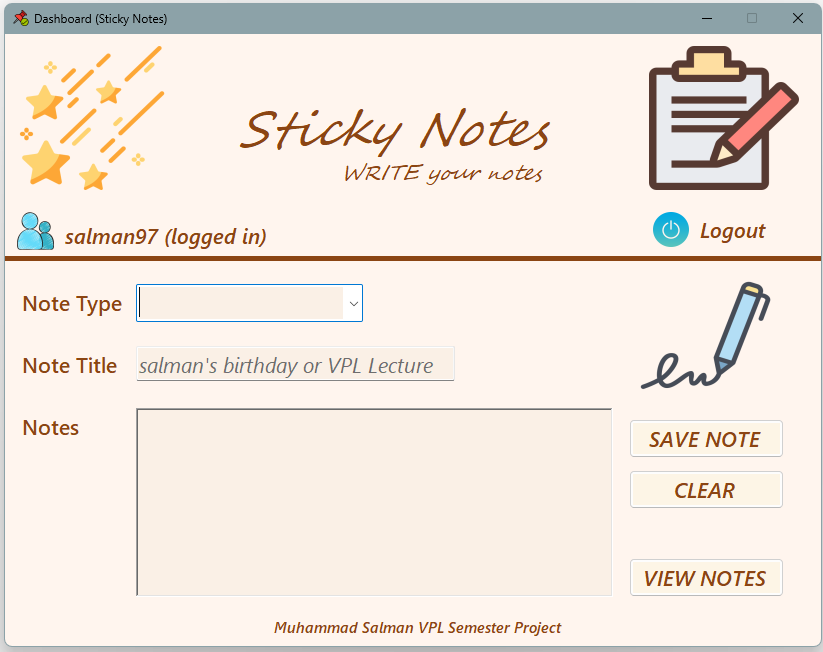 Dashboard (Sticky Notes)
Sticky Notes
WRITE your notes
salman97 (logged in)
Logout
Note Type
Note Title
salman's birthday or VPL Lecture
Notes
SAVE NOTE
CLEAR
VIEW NOTES
Muhammad Salman VPL Semester Project